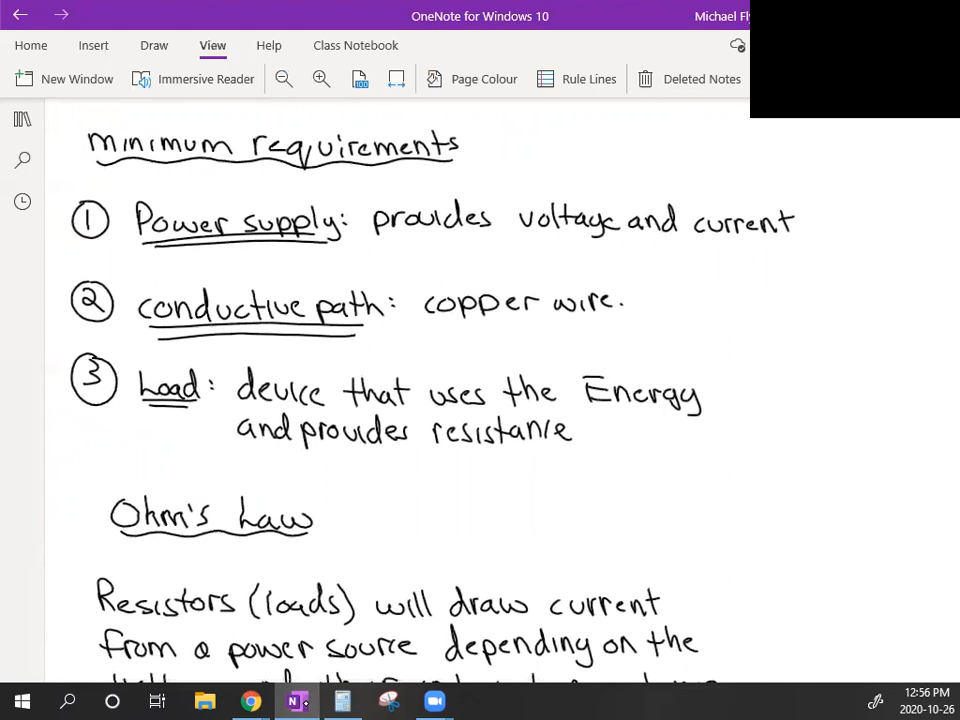 OneNote for Windows 10
Michael Fl
Home Insert Draw View Help Class Notebook
New Window Immersive Reader Page Colour Rule Lines Deleted Notes
minimum requirements
1 Power supply: provides voltage and current
2 conductive path: copper wire.
3 Load: device that uses the Energy
and provides resistance
Ohm's Law
Resistors (loads) will draw current
from a power source depending on the
12:56 PM
2020-10-26